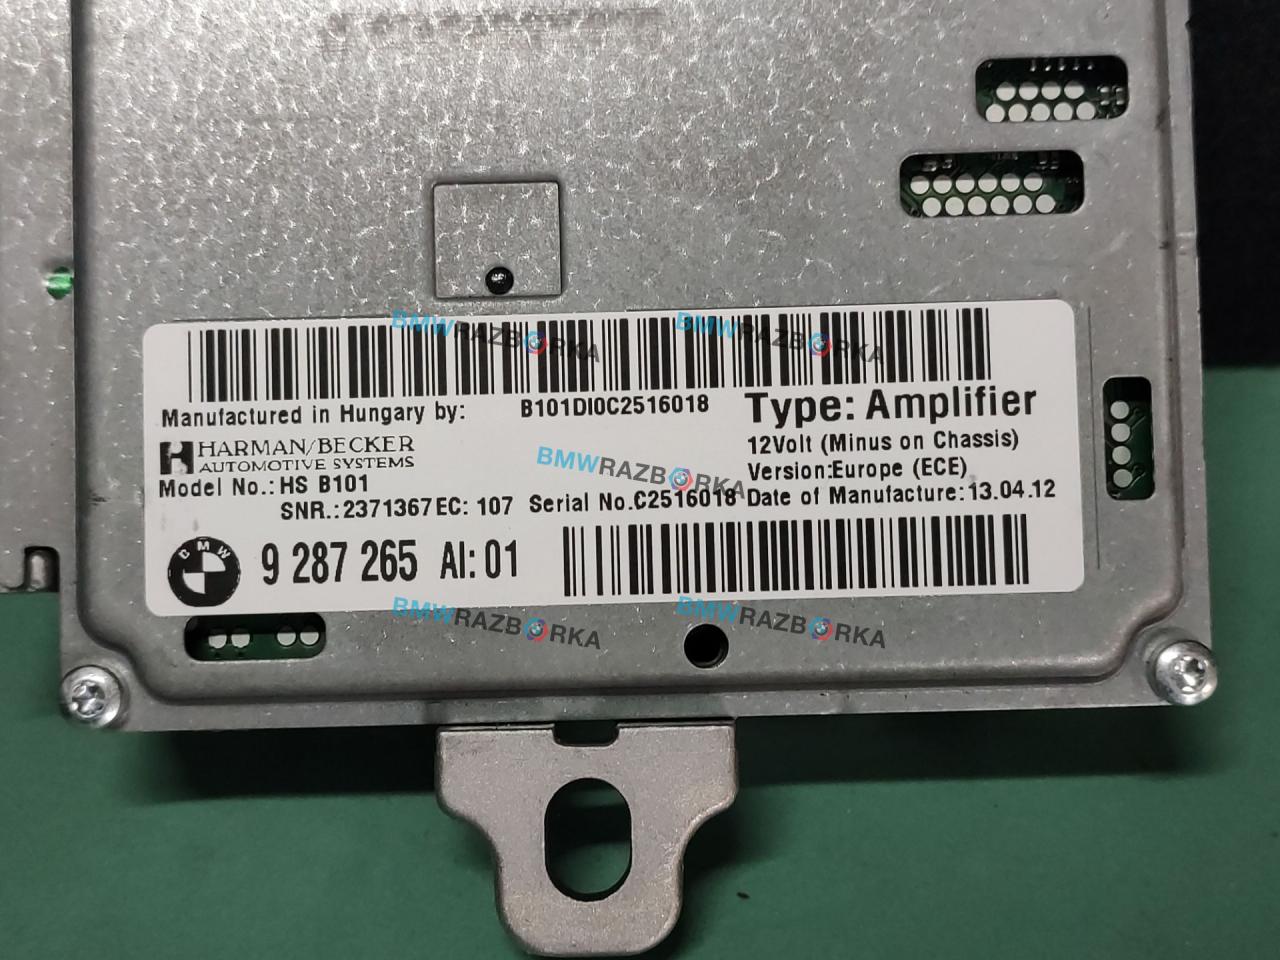 BMWRAZBORKA BMWRAZBORKA
Manufactured in Hungary by: B101DI0C2516018 Type: Amplifier
HARMAN/BECKER 12Volt (Minus on Chassis)
AUTOMOTIVE SYSTEMS BMWRAZBORKA Version:Europe (ECE)
Model No.: HS B101
SNR.:2371367 EC: 107 Serial No.C2516018 Date of Manufacture:13.04.12
BMW 9 287 265 AI: 01
BMWRAZBORKA BMWRAZBORKA